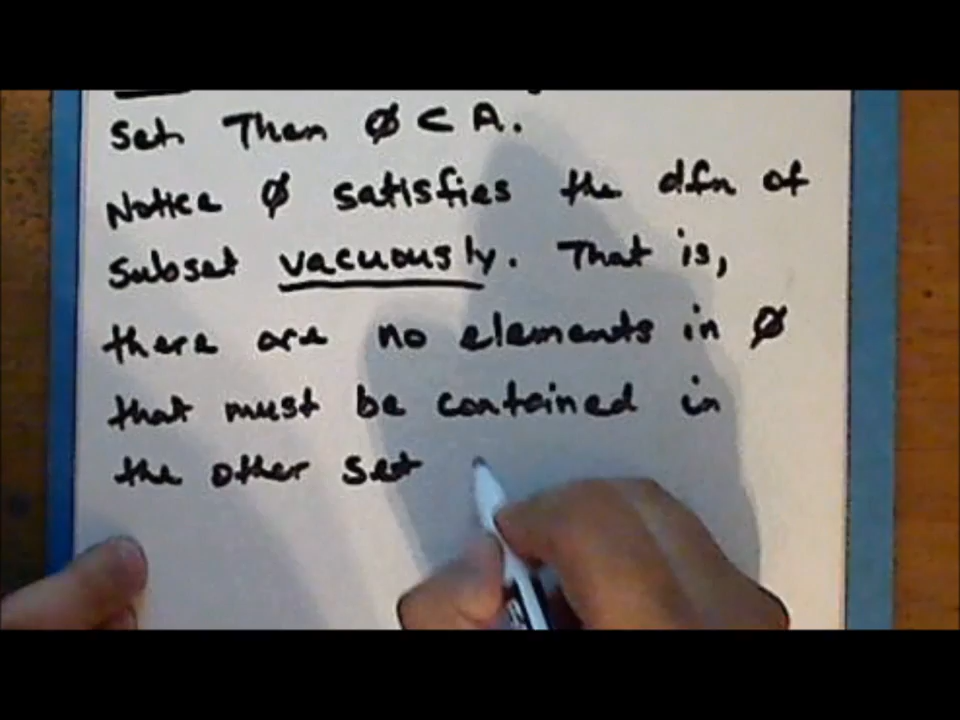 Set. Then ∅ ⊂ A.
Notice ∅ satisfies the dfn of
subset vacuously. That is,
there are no elements in ∅
that must be contained in
the other set